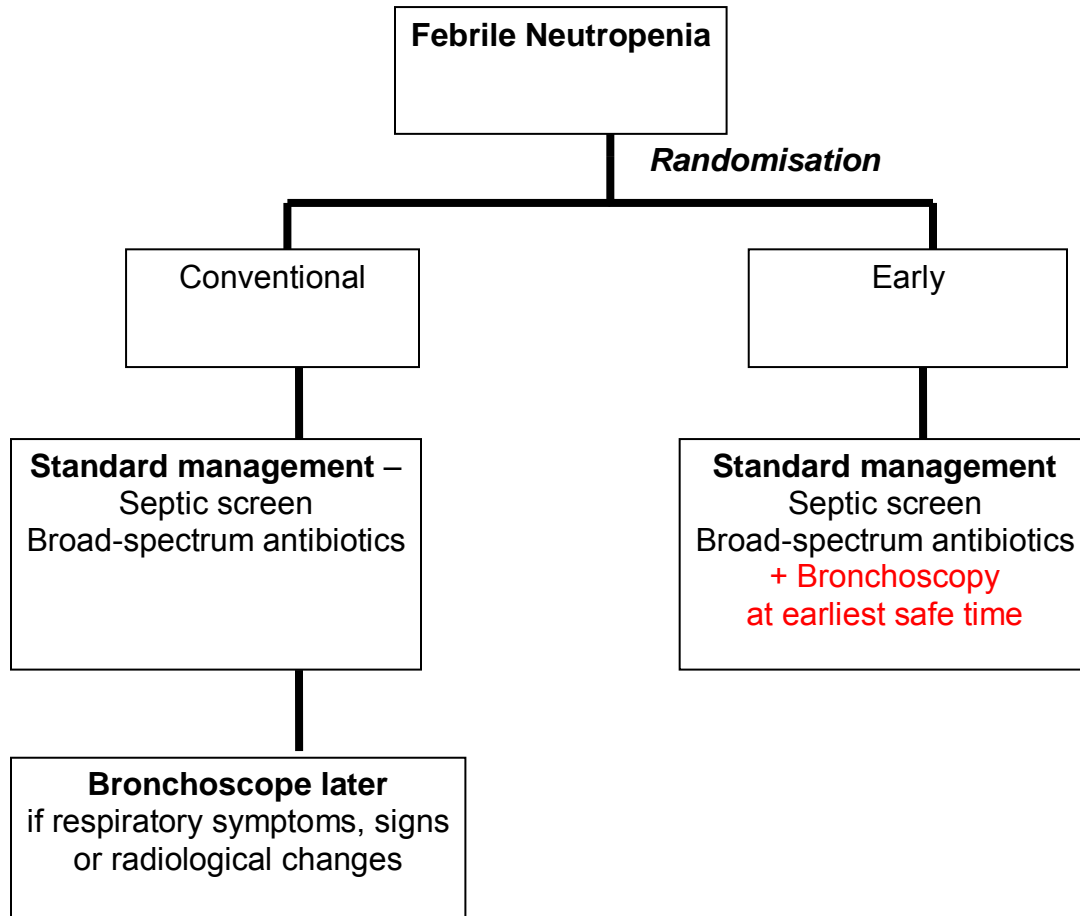 Febrile Neutropenia
Randomisation
Conventional
Early
Standard management –
Septic screen
Broad-spectrum antibiotics
Standard management
Septic screen
Broad-spectrum antibiotics
+ Bronchoscopy
at earliest safe time
Bronchoscope later
if respiratory symptoms, signs
or radiological changes